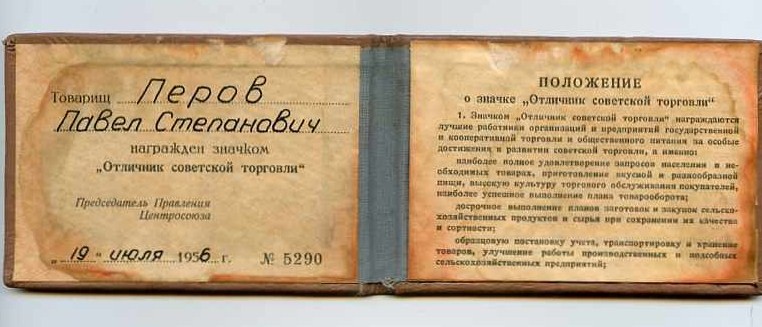 Товарищ Перов
Павел Степанович
награжден значком
„Отличник советской торговли“
Председатель Правления
Центросоюза
„19“ июля 1956 г. № 5290
ПОЛОЖЕНИЕ
о значке „Отличник советской торговли“
1. Значком „Отличник советской торговли“ награждаются
лучшие работники организаций и предприятий государственной
и кооперативной торговли и общественного питания за особые
достижения в развитии советской торговли, а именно:
наиболее полное удовлетворение запросов населения в не-
обходимых товарах, приготовление вкусной и разнообразной
пищи, высокую культуру торгового обслуживания покупателей,
наиболее успешное выполнение плана товарооборота;
досрочное выполнение планов заготовок и закупок сельско-
хозяйственных продуктов и сырья при сохранении их качества
и сортности;
образцовую постановку учета, транспортировку и хранение
товаров, улучшение работы производственных и подсобных
сельскохозяйственных предприятий;